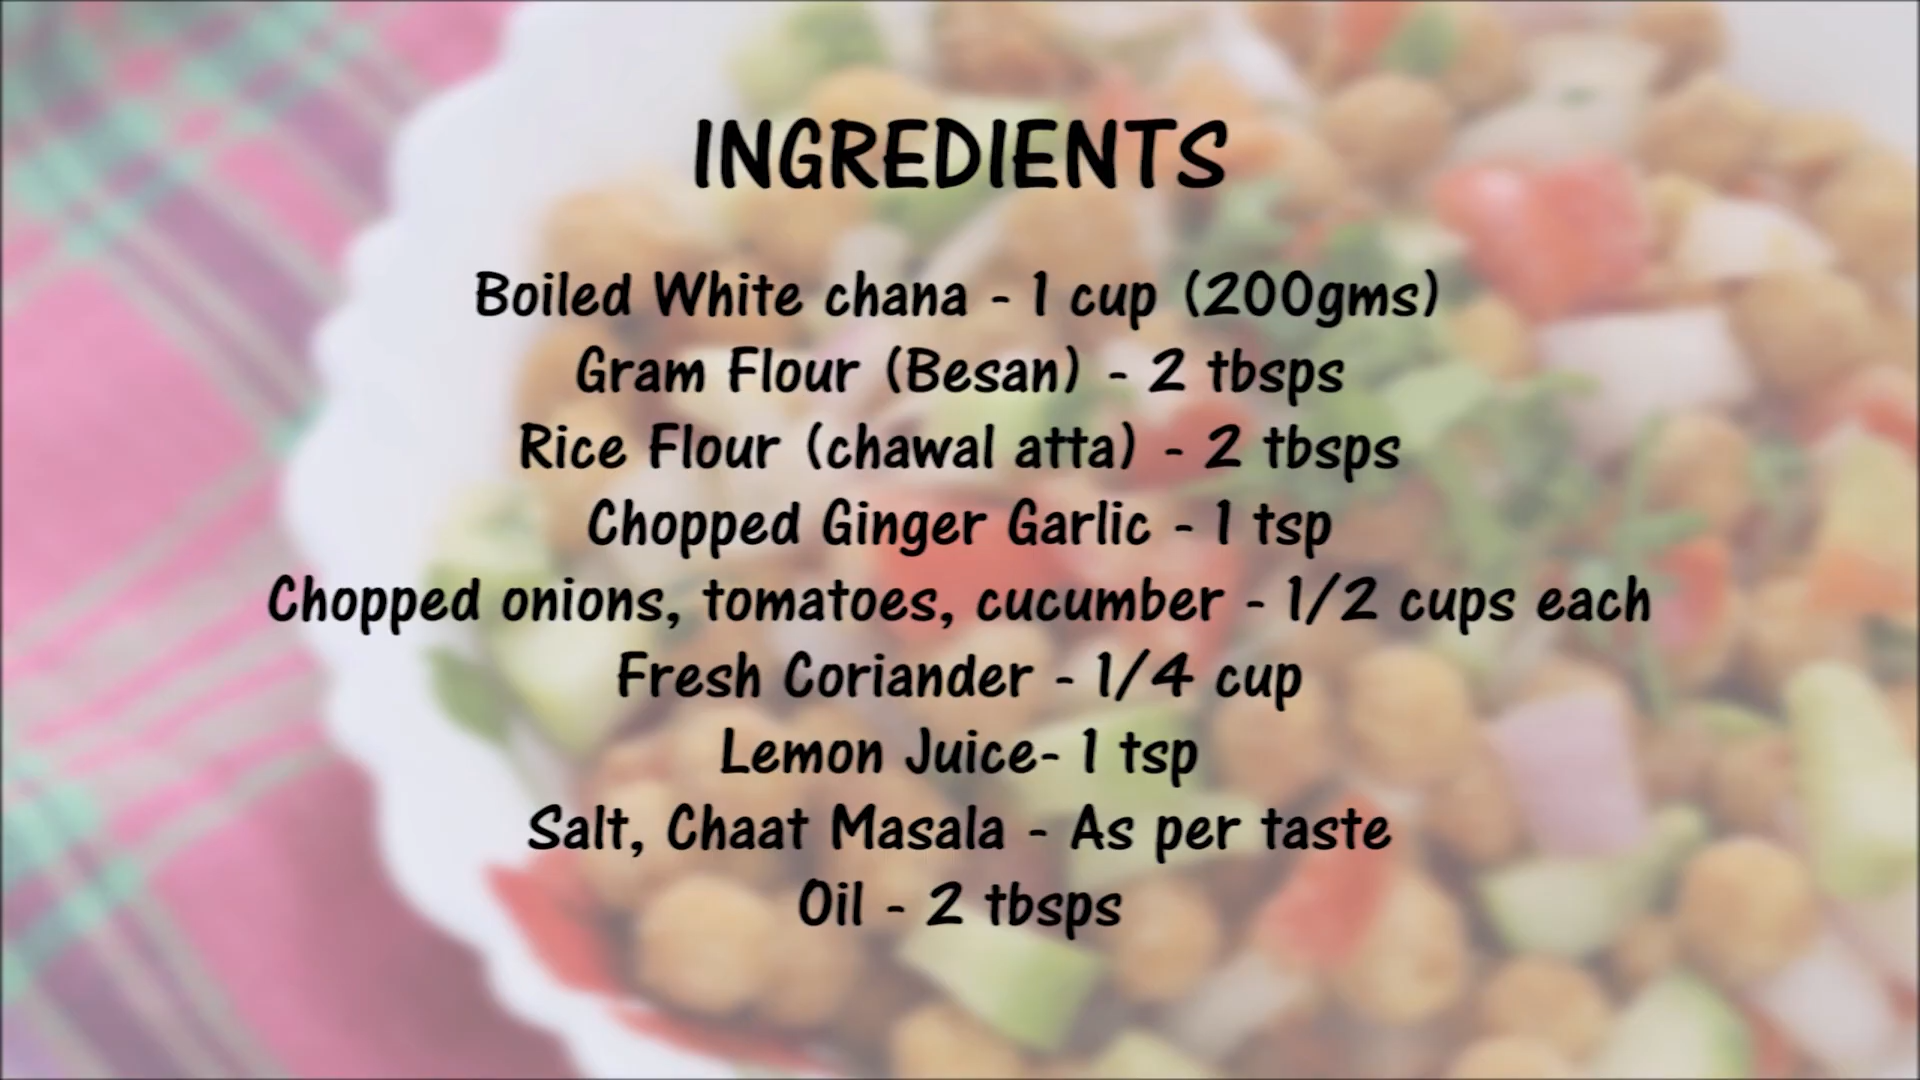 INGREDIENTS
Boiled White chana - 1 cup (200gms)
Gram Flour (Besan) - 2 tbsps
Rice Flour (chawal atta) - 2 tbsps
Chopped Ginger Garlic - 1 tsp
Chopped onions, tomatoes, cucumber - 1/2 cups each
Fresh Coriander - 1/4 cup
Lemon Juice- 1 tsp
Salt, Chaat Masala - As per taste
Oil - 2 tbsps